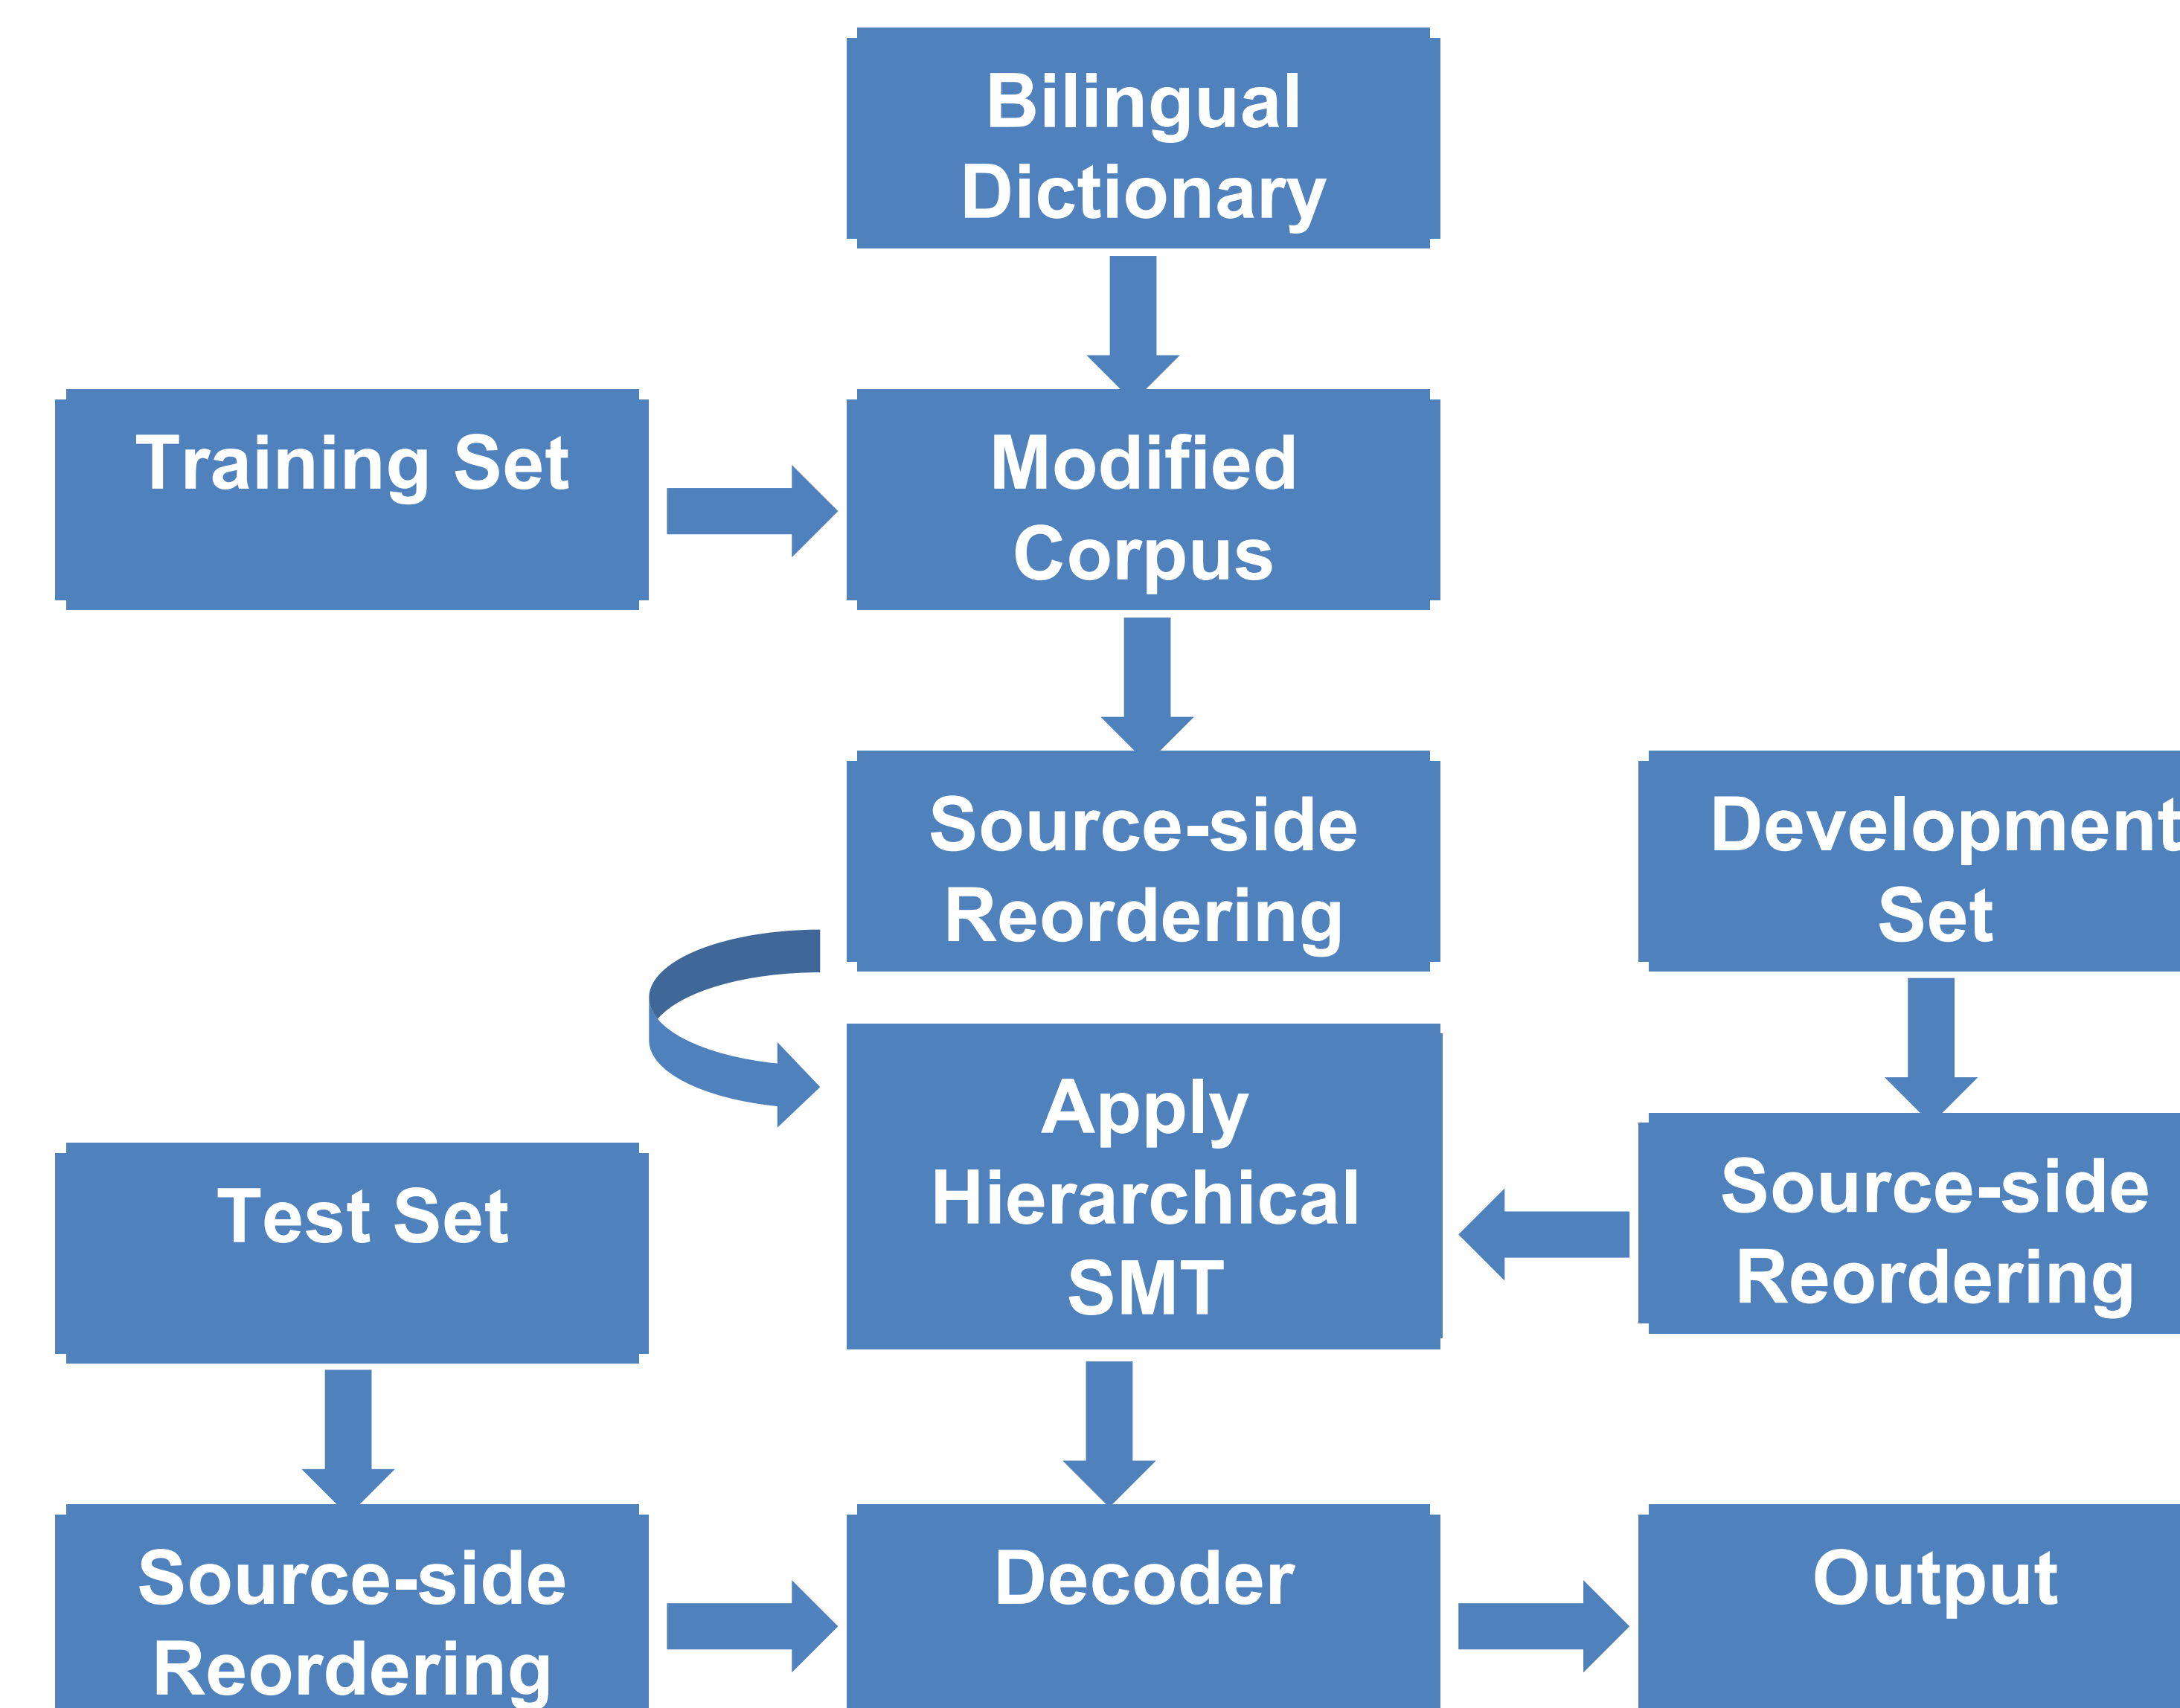 Bilingual
Dictionary
Training Set
Modified
Corpus
Source-side
Reordering
Development
Set
Apply
Hierarchical
SMT
Test Set
Source-side
Reordering
Source-side
Reordering
Decoder
Output